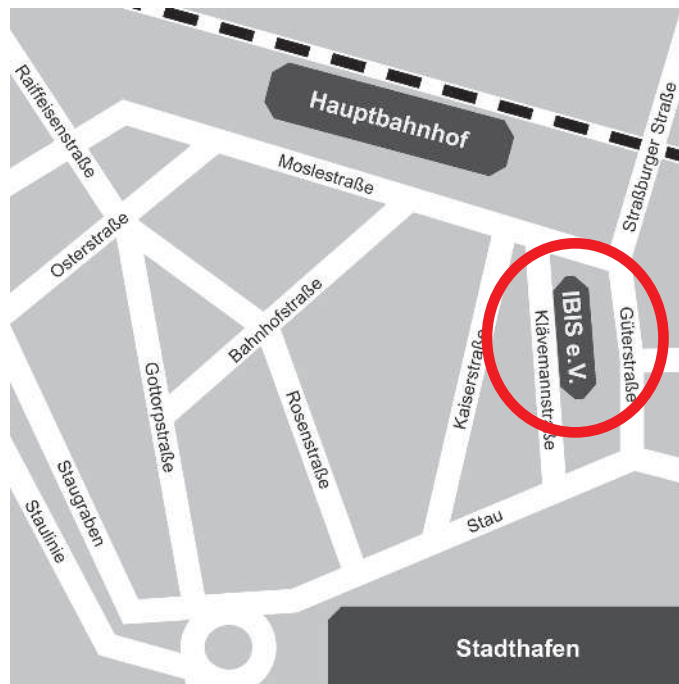 Raiffeisenstraße
Hauptbahnhof
Straßburger Straße
Moslestraße
Osterstraße
Bahnhofstraße
IBIS e.V.
Klävemannstraße
Güterstraße
Kaiserstraße
Gottorpstraße
Rosenstraße
Staugraben
Staulinie
Stau
Stadthafen